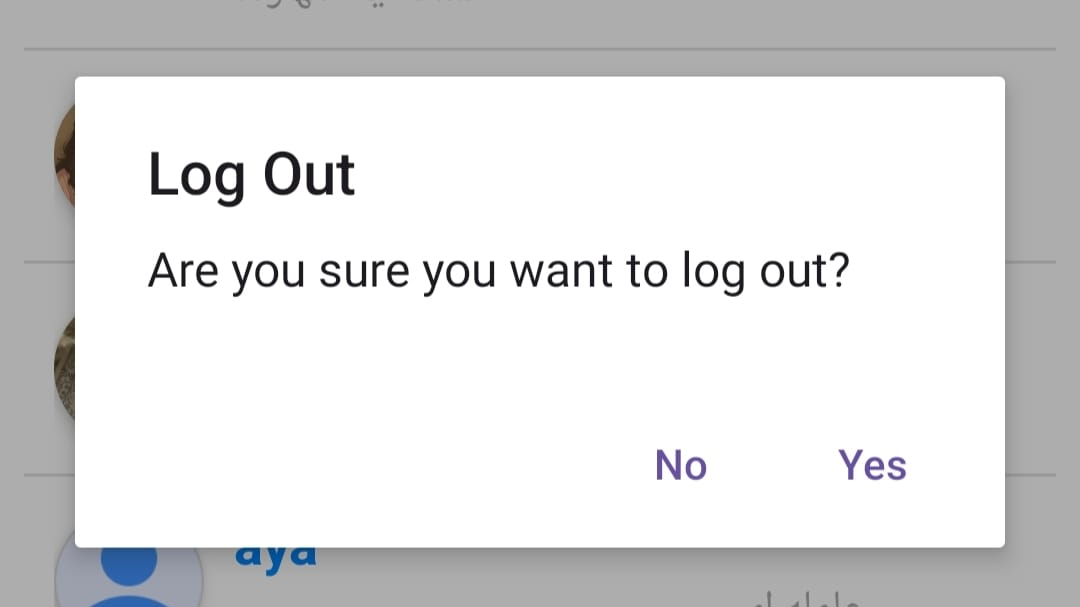 Log Out
Are you sure you want to log out?
No Yes
aya